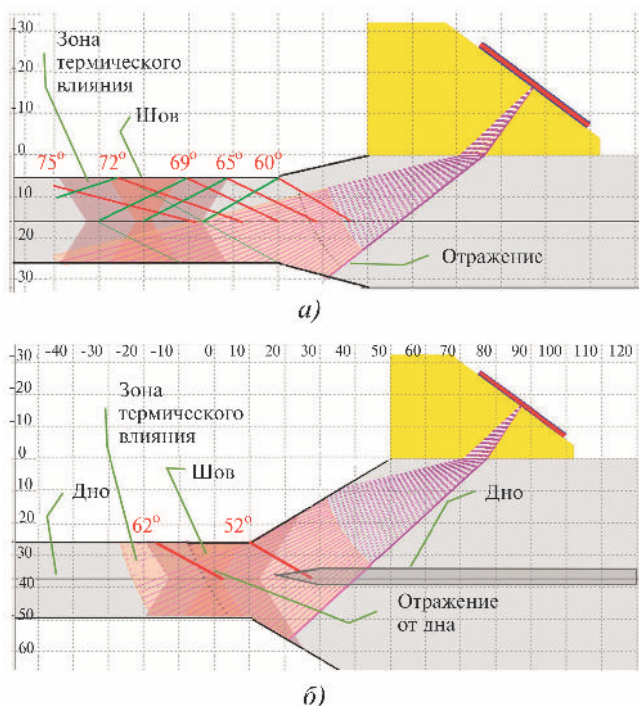 -30
-20
-10
0
10
20
-30
Зона
термического
влияния
Шов
75° 72° 69° 65° 60°
Отражение
а)
-40 -20 -10 0 10 20 30 40 50 60 70 80 90 100 110 120
-30
-20
-10
0
10
20
30
40
50
60
Зона
термического
влияния
Шов
Дно
Дно
62° 52°
Отражение
от дна
б)